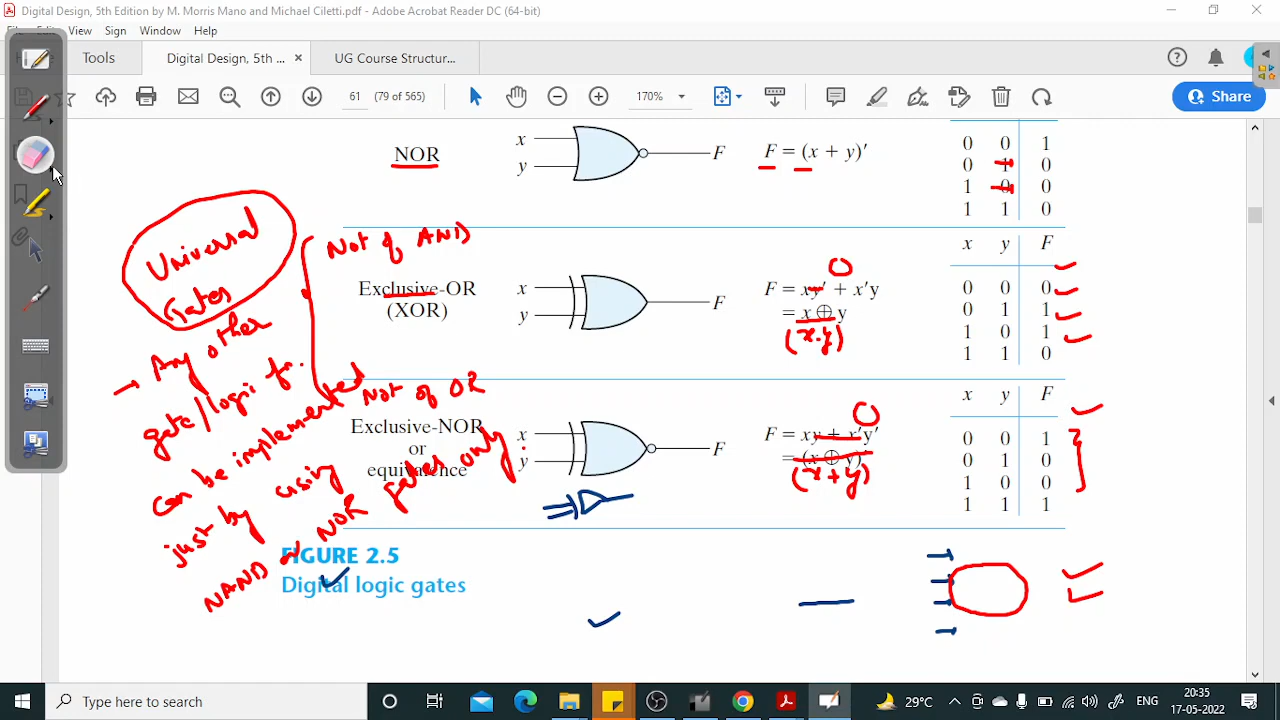 Digital Design, 5th Edition by M. Morris Mano and Michael Ciletti.pdf - Adobe Acrobat Reader DC (64-bit)
Edit View Sign Window Help
Tools Digital Design, 5th ... × UG Course Structur...
61 (79 of 565) 170% Share
NOR x y F F = (x + y)′
0 0 1
0 1 0
1 0 0
1 1 0
Universal
Gates
Not of AND
x y F
Exclusive-OR
(XOR)
x y F
F = xy′ + x′y
= x ⊕ y
(x.y)
0 0 0
0 1 1
1 0 1
1 1 0
→ Any other
gate/logic fn.
can be implemented
just by using
NAND or NOR gates only.
Not of OR
x y F
Exclusive-NOR
or
equivalence
x y F
F = xy + x′y′
= (x ⊕ y)′
(x+y)
0 0 1
0 1 0
1 0 0
1 1 1
FIGURE 2.5
Digital logic gates
Type here to search
29°C ENG 20:35
17-05-2022